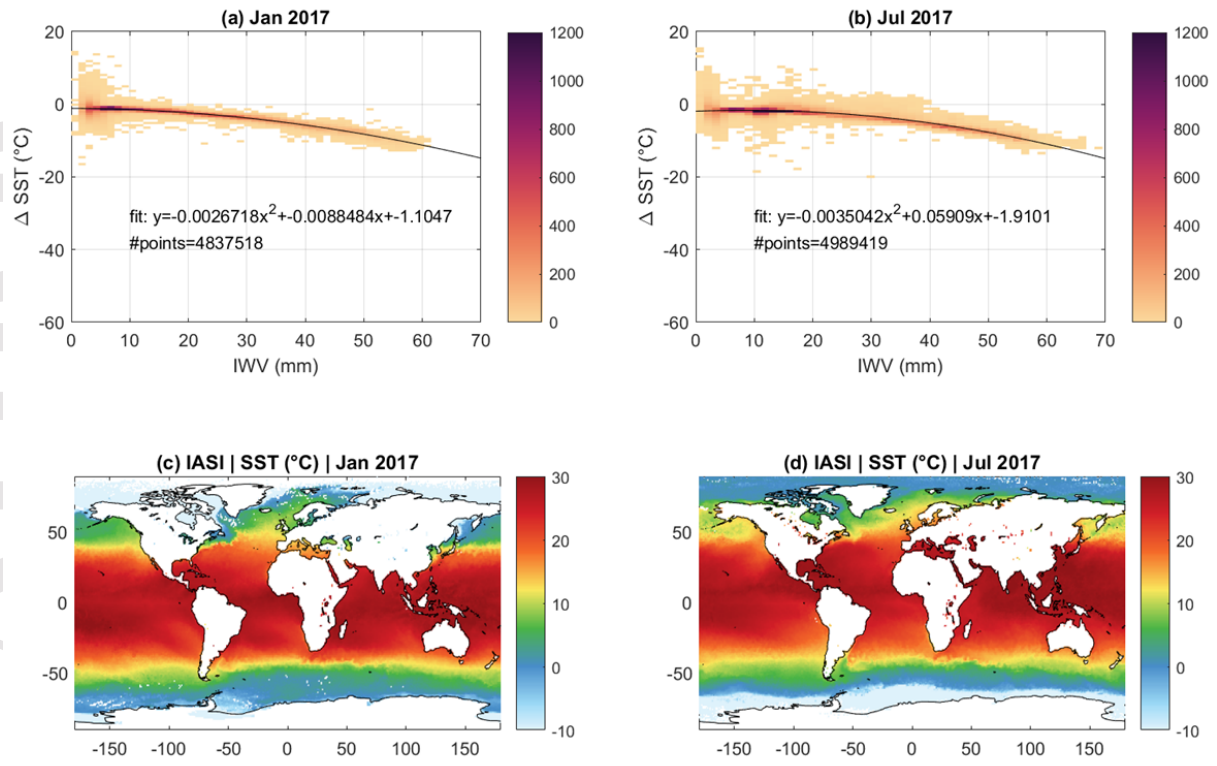 (a) Jan 2017
20
0
-20
-40
-60
Δ SST (°C)
0 10 20 30 40 50 60 70
IWV (mm)
fit: y=-0.0026718x²+-0.0088484x+-1.1047
#points=4837518
1200
1000
800
600
400
200
0
(b) Jul 2017
20
0
-20
-40
-60
Δ SST (°C)
0 10 20 30 40 50 60 70
IWV (mm)
fit: y=-0.0035042x²+0.05909x+-1.9101
#points=4989419
1200
1000
800
600
400
200
0
(c) IASI | SST (°C) | Jan 2017
50
0
-50
-150 -100 -50 0 50 100 150
30
20
10
0
-10
(d) IASI | SST (°C) | Jul 2017
50
0
-50
-150 -100 -50 0 50 100 150
30
20
10
0
-10